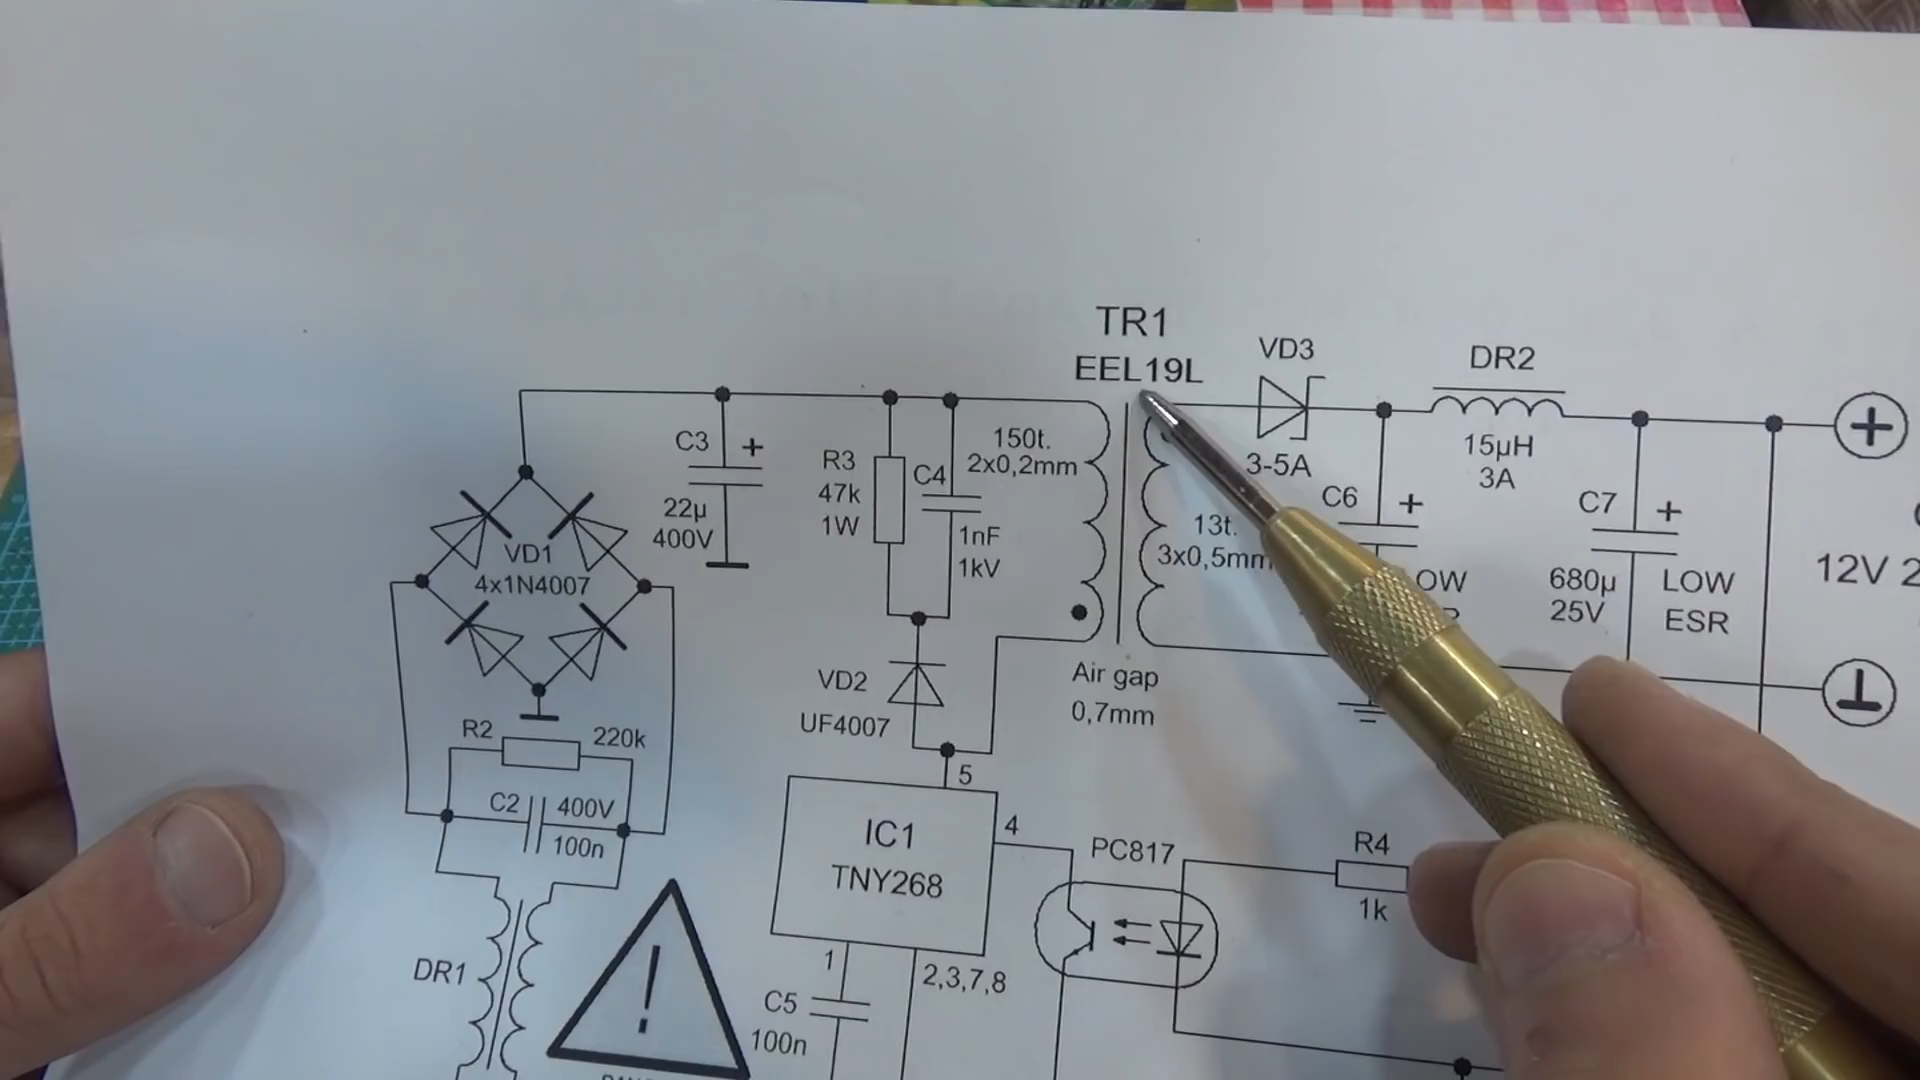 TR1
EEL19L
VD3
3-5A
DR2
15µH
3A
+
C3
+
22µ
400V
R3
47k
1W
C4
1nF
1kV
150t.
2x0,2mm
13t.
3x0,5mm
C6
+
C7
+
680µ
25V
LOW
ESR
12V
VD1
4x1N4007
VD2
UF4007
Air gap
0,7mm
R2
220k
C2
400V
100n
5
IC1
TNY268
4
PC817
R4
1k
1
2,3,7,8
C5
100n
DR1
!